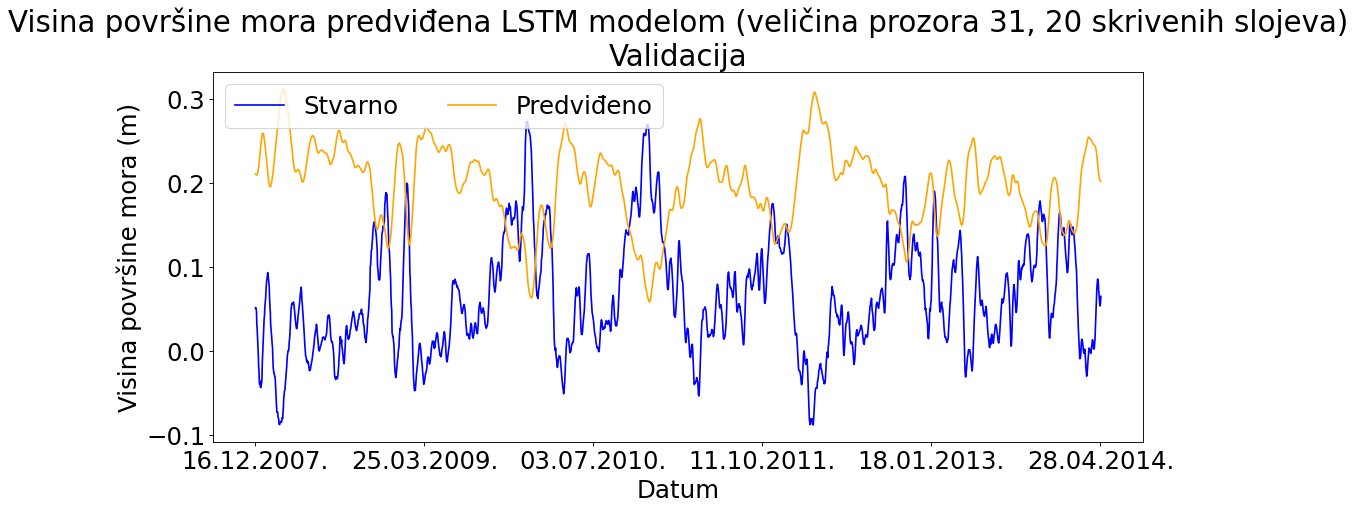 Visina površine mora predviđena LSTM modelom (veličina prozora 31, 20 skrivenih slojeva)
Validacija
Stvarno
Predviđeno
Visina površine mora (m)
0.3
0.2
0.1
0.0
−0.1
16.12.2007.
25.03.2009.
03.07.2010.
11.10.2011.
18.01.2013.
28.04.2014.
Datum